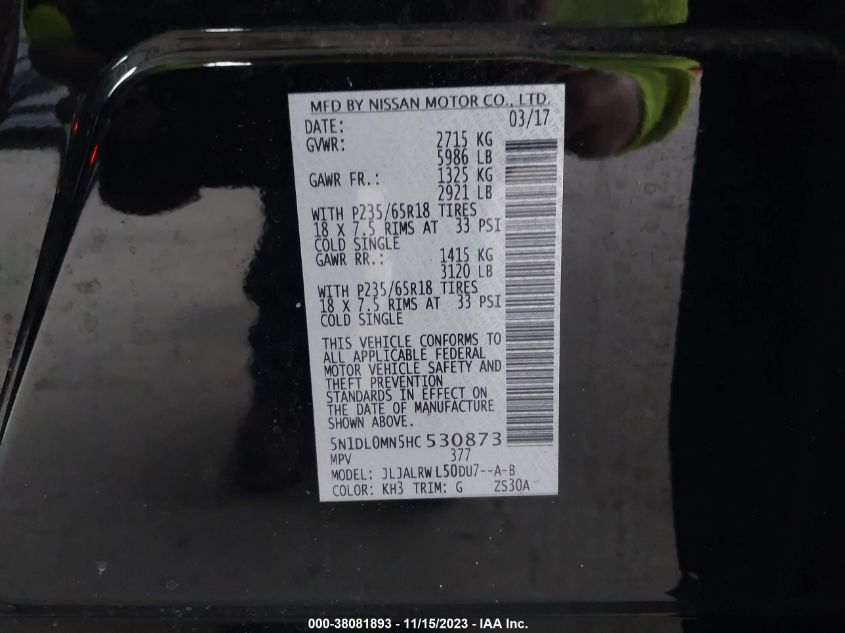 MFD BY NISSAN MOTOR CO., LTD.
DATE: 03/17
GVWR: 2715 KG
5986 LB
GAWR FR.: 1325 KG
2921 LB
WITH P235/65R18 TIRES
18 X 7.5 RIMS AT 33 PSI
COLD SINGLE
GAWR RR.: 1415 KG
3120 LB
WITH P235/65R18 TIRES
18 X 7.5 RIMS AT 33 PSI
COLD SINGLE
THIS VEHICLE CONFORMS TO
ALL APPLICABLE FEDERAL
MOTOR VEHICLE SAFETY AND
THEFT PREVENTION
STANDARDS IN EFFECT ON
THE DATE OF MANUFACTURE
SHOWN ABOVE.
5N1DL0MN5HC530873
MPV 377
MODEL: JLJALRWL50DU7--A-B
COLOR: KH3 TRIM: G ZS30A
000-38081893 - 11/15/2023 - IAA Inc.